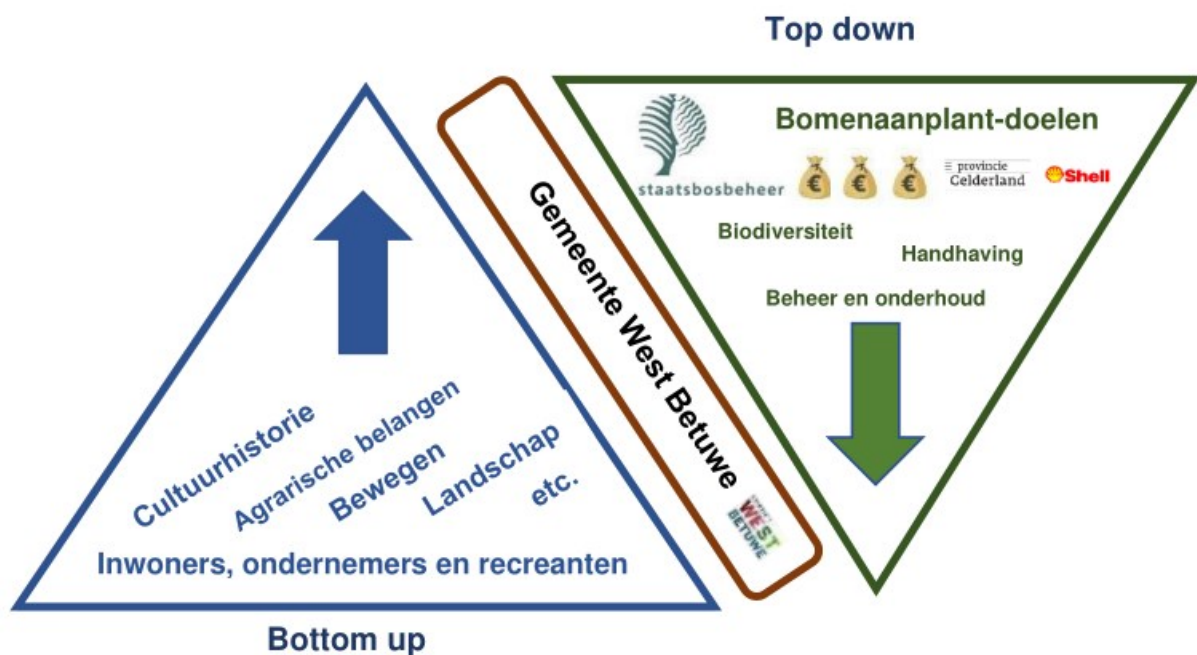 Top down
Bomenaanplant-doelen
staatsbosbeheer
€ € €
provincie
Gelderland
Shell
Biodiversiteit
Handhaving
Beheer en onderhoud
Gemeente West Betuwe
WEST
BETUWE
Cultuurhistorie
Agrarische belangen
Bewegen
Landschap
etc.
Inwoners, ondernemers en recreanten
Bottom up